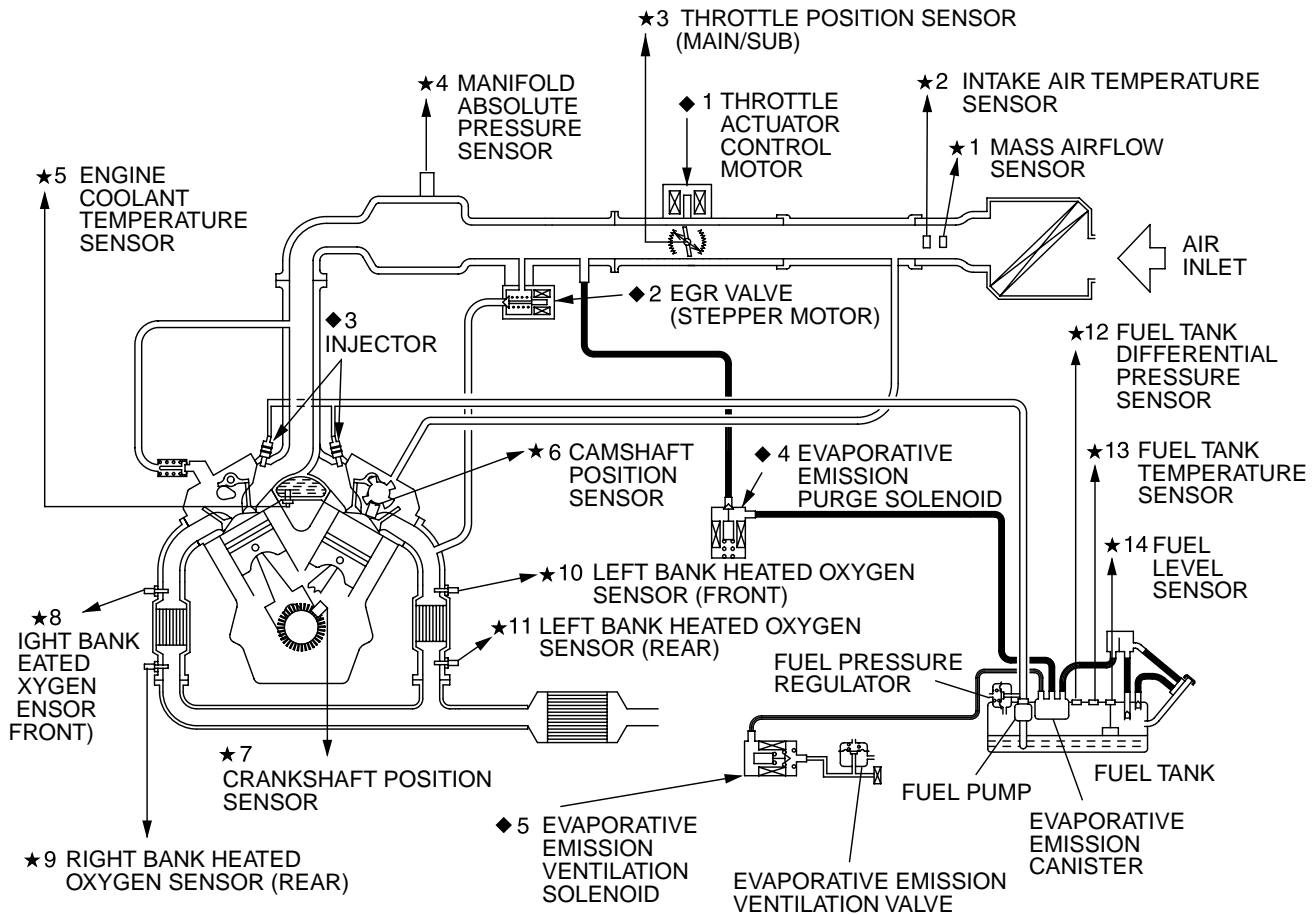 ★3 THROTTLE POSITION SENSOR
(MAIN/SUB)
★4 MANIFOLD
ABSOLUTE
PRESSURE
SENSOR
◆ 1 THROTTLE
ACTUATOR
CONTROL
MOTOR
★2 INTAKE AIR TEMPERATURE
SENSOR
★1 MASS AIRFLOW
SENSOR
★5 ENGINE
COOLANT
TEMPERATURE
SENSOR
AIR
INLET
◆ 2 EGR VALVE
(STEPPER MOTOR)
◆ 3
INJECTOR
★12 FUEL TANK
DIFFERENTIAL
PRESSURE
SENSOR
★6 CAMSHAFT
POSITION
SENSOR
◆ 4 EVAPORATIVE
EMISSION
PURGE SOLENOID
★13 FUEL TANK
TEMPERATURE
SENSOR
★14 FUEL
LEVEL
SENSOR
★10 LEFT BANK HEATED OXYGEN
SENSOR (FRONT)
★8
IGHT BANK
EATED
XYGEN
ENSOR
FRONT)
★11 LEFT BANK HEATED OXYGEN
SENSOR (REAR)
FUEL PRESSURE
REGULATOR
★7
CRANKSHAFT POSITION
SENSOR
FUEL TANK
FUEL PUMP
EVAPORATIVE
EMISSION
CANISTER
★9 RIGHT BANK HEATED
OXYGEN SENSOR (REAR)
◆ 5 EVAPORATIVE
EMISSION
VENTILATION
SOLENOID
EVAPORATIVE EMISSION
VENTILATION VALVE